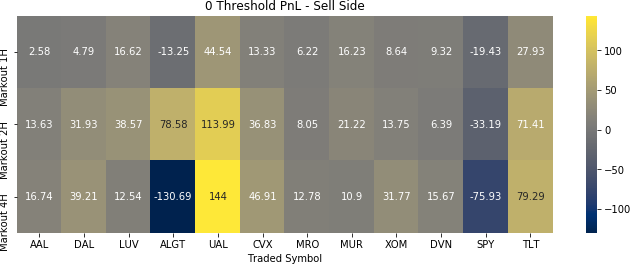 0 Threshold PnL - Sell Side
Markout 1H 2.58 4.79 16.62 -13.25 44.54 13.33 6.22 16.23 8.64 9.32 -19.43 27.93
Markout 2H 13.63 31.93 38.57 78.58 113.99 36.83 8.05 21.22 13.75 6.39 -33.19 71.41
Markout 4H 16.74 39.21 12.54 -130.69 144 46.91 12.78 10.9 31.77 15.67 -75.93 79.29
AAL DAL LUV ALGT UAL CVX MRO MUR XOM DVN SPY TLT
Traded Symbol
100
50
0
-50
-100